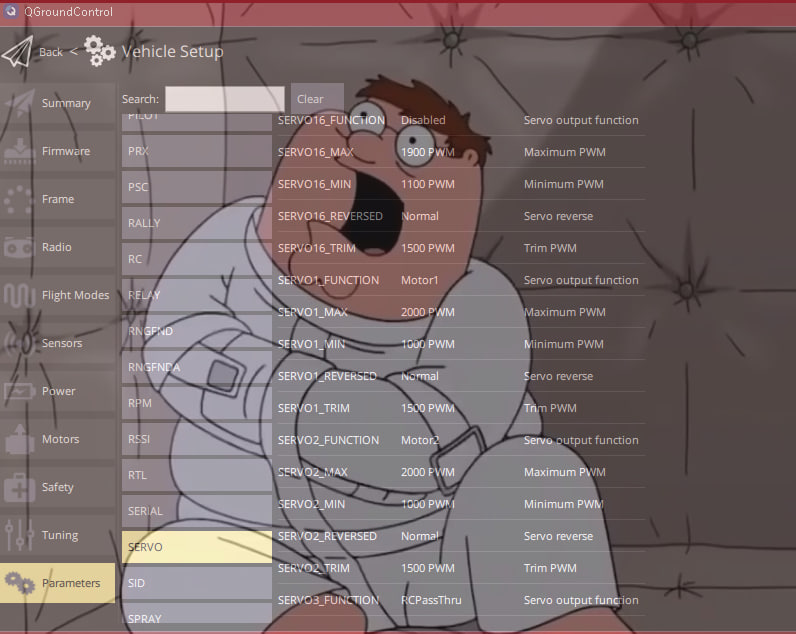 QGroundControl
Back < Vehicle Setup
Summary
Firmware
Frame
Radio
Flight Modes
Sensors
Power
Motors
Safety
Tuning
Parameters
Search: Clear
PILOT
PRX
PSC
RALLY
RC
RELAY
RNGFND
RNGFNDA
RPM
RSSI
RTL
SERIAL
SERVO
SID
SPRAY
SERVO16_FUNCTION Disabled Servo output function
SERVO16_MAX 1900 PWM Maximum PWM
SERVO16_MIN 1100 PWM Minimum PWM
SERVO16_REVERSED Normal Servo reverse
SERVO16_TRIM 1500 PWM Trim PWM
SERVO1_FUNCTION Motor1 Servo output function
SERVO1_MAX 2000 PWM Maximum PWM
SERVO1_MIN 1000 PWM Minimum PWM
SERVO1_REVERSED Normal Servo reverse
SERVO1_TRIM 1500 PWM Trim PWM
SERVO2_FUNCTION Motor2 Servo output function
SERVO2_MAX 2000 PWM Maximum PWM
SERVO2_MIN 1000 PWM Minimum PWM
SERVO2_REVERSED Normal Servo reverse
SERVO2_TRIM 1500 PWM Trim PWM
SERVO3_FUNCTION RCPassThru Servo output function